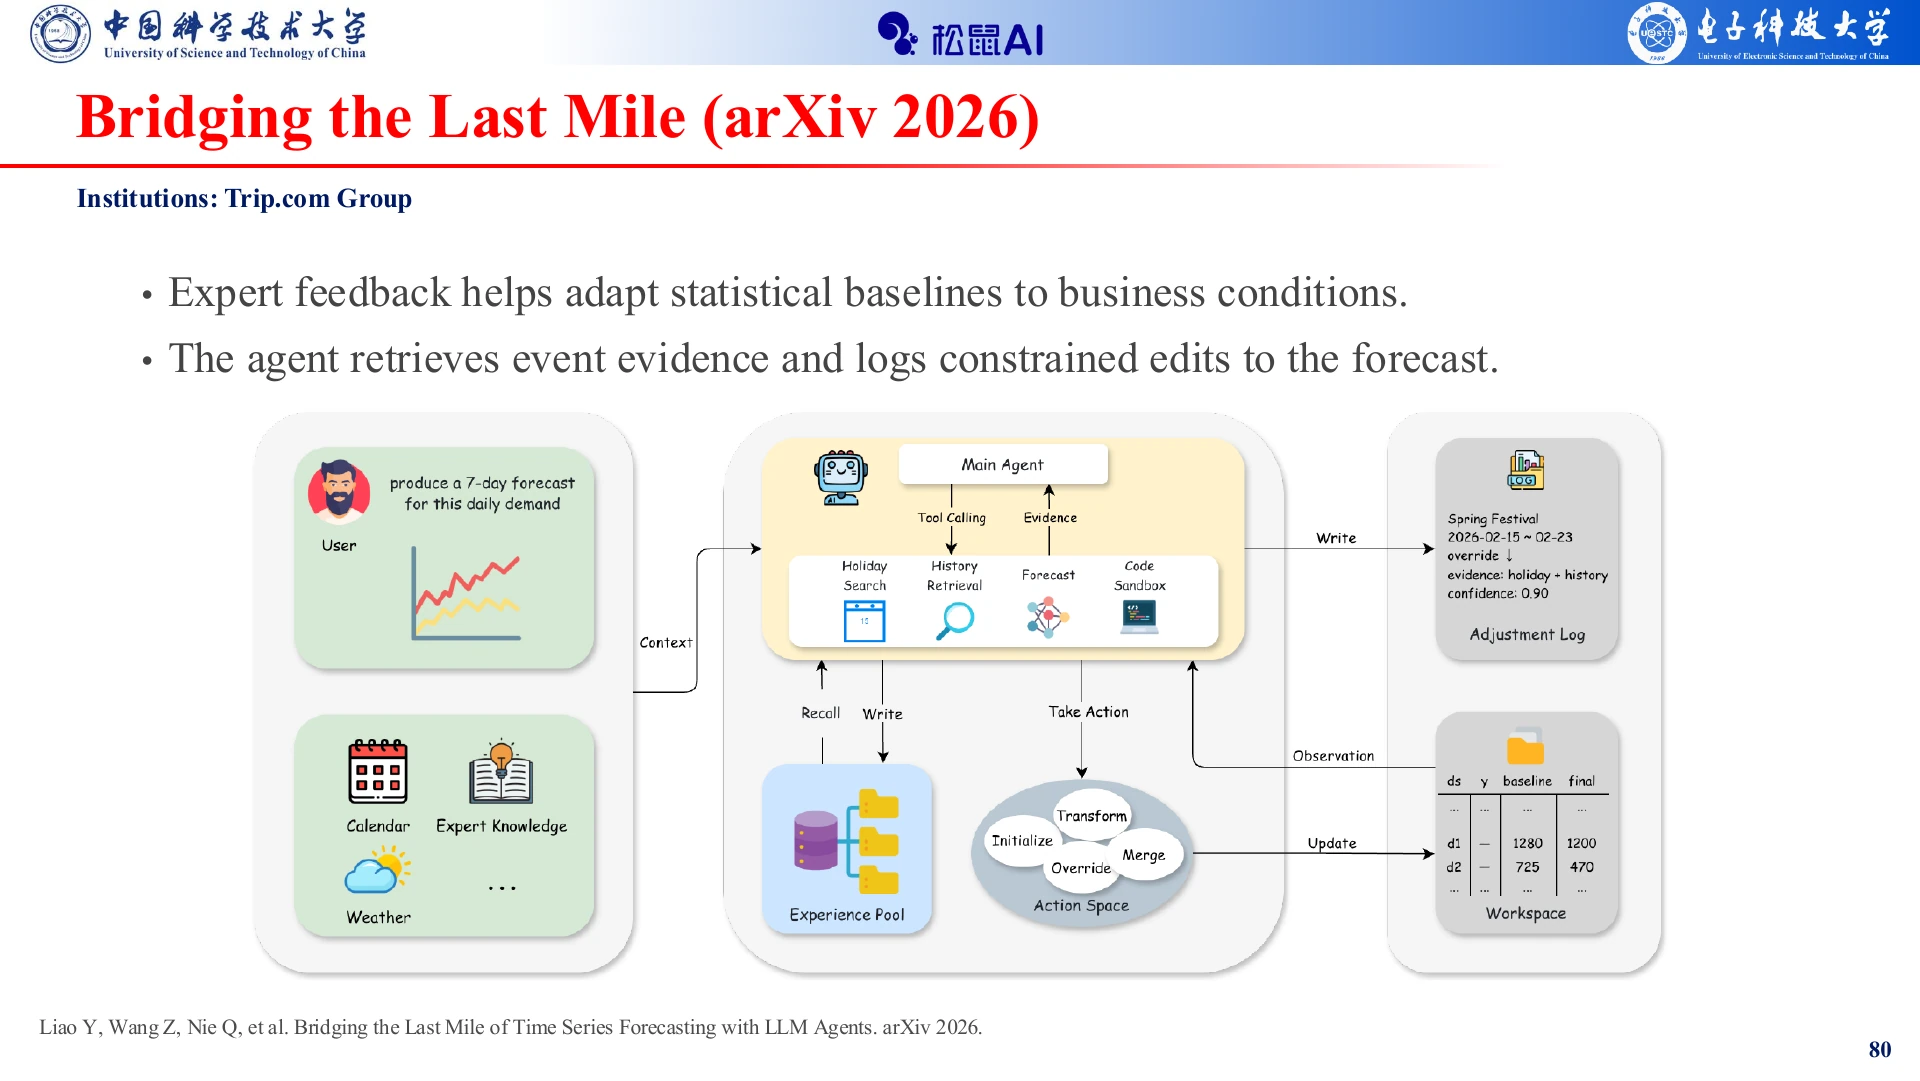 中国科学技术大学
University of Science and Technology of China
松鼠AI
电子科技大学
University of Electronic Science and Technology of China
Bridging the Last Mile (arXiv 2026)
Institutions: Trip.com Group
• Expert feedback helps adapt statistical baselines to business conditions.
• The agent retrieves event evidence and logs constrained edits to the forecast.
produce a 7-day forecast
for this daily demand
User
Calendar
Expert Knowledge
Weather
...
Context
Main Agent
Tool Calling
Evidence
Holiday
Search
History
Retrieval
Forecast
Code
Sandbox
Recall
Write
Take Action
Experience Pool
Initialize
Transform
Override
Merge
Action Space
Write
Observation
Update
LOG
Spring Festival
2026-02-15 ~ 02-23
override ↓
evidence: holiday + history
confidence: 0.90
Adjustment Log
ds y baseline final
... ... ... ...
d1 — 1280 1200
d2 — 725 470
... ... ... ...
Workspace
Liao Y, Wang Z, Nie Q, et al. Bridging the Last Mile of Time Series Forecasting with LLM Agents. arXiv 2026.
80